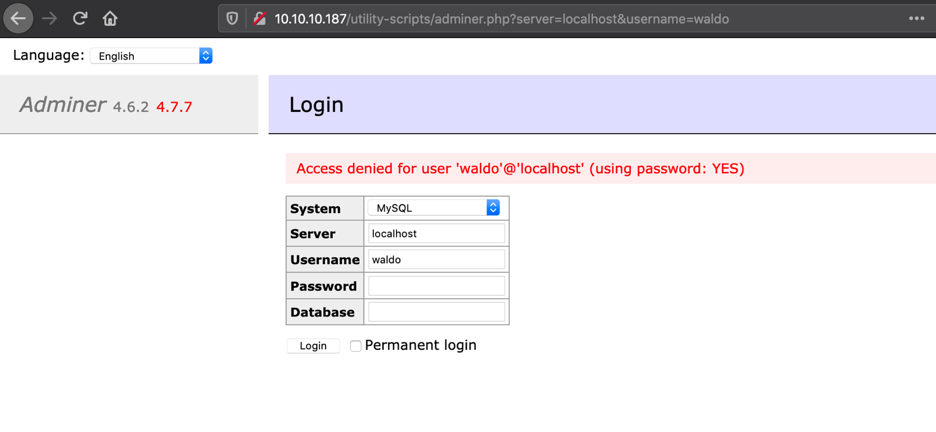 10.10.10.187/utility-scripts/adminer.php?server=localhost&username=waldo
Language: English
Adminer 4.6.2 4.7.7
Login
Access denied for user 'waldo'@'localhost' (using password: YES)
System MySQL
Server localhost
Username waldo
Password
Database
Login Permanent login